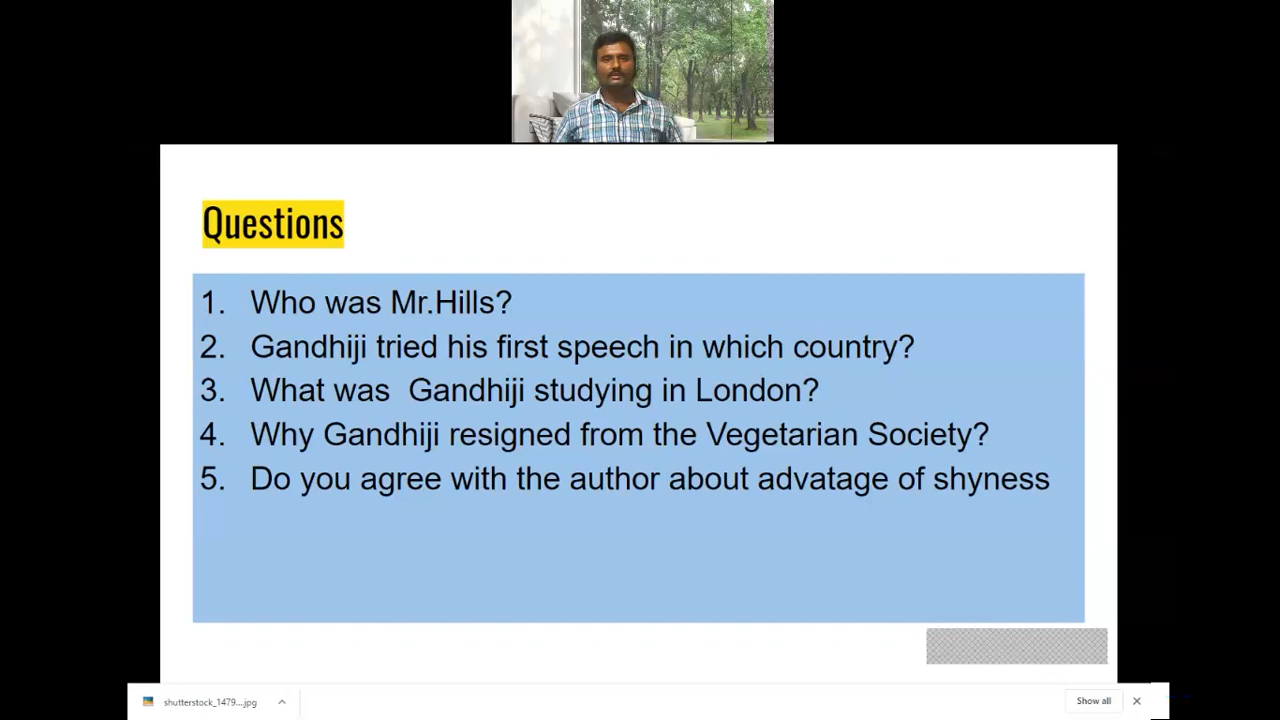 Questions
1. Who was Mr.Hills?
2. Gandhiji tried his first speech in which country?
3. What was  Gandhiji studying in London?
4. Why Gandhiji resigned from the Vegetarian Society?
5. Do you agree with the author about advatage of shyness
shutterstock_1479....jpg
Show all